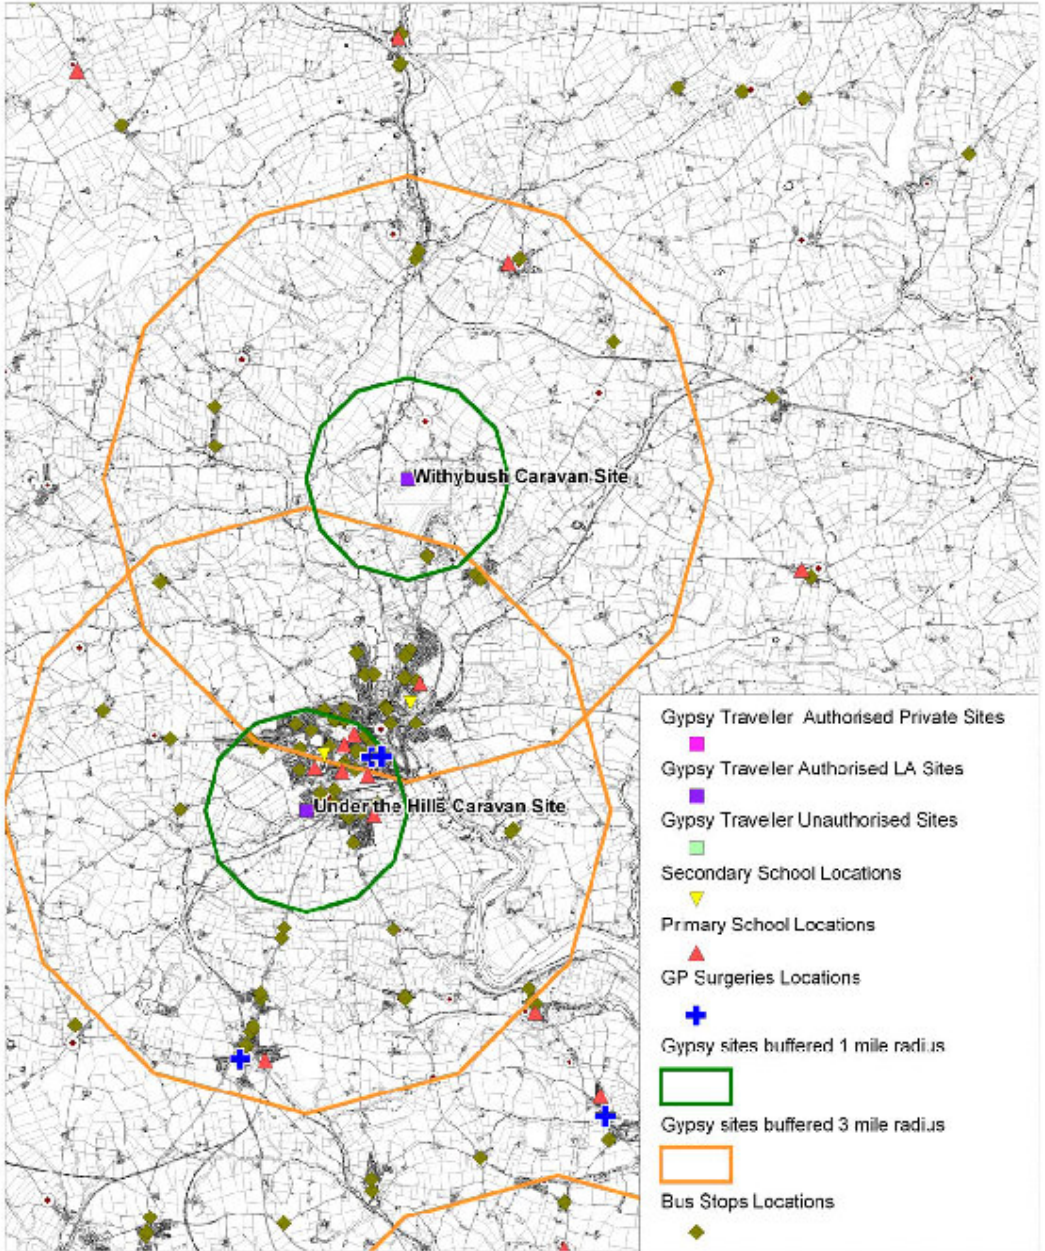 Withybush Caravan Site
Under the Hills Caravan Site
Gypsy Traveler Authorised Private Sites
Gypsy Traveller Authorised LA Sites
Gypsy Traveller Unauthorised Sites
Secondary School Locations
Primary School Locations
GP Surgeries Locations
Gypsy sites buffered 1 mile radius
Gypsy sites buffered 3 mile radius
Bus Stops Locations